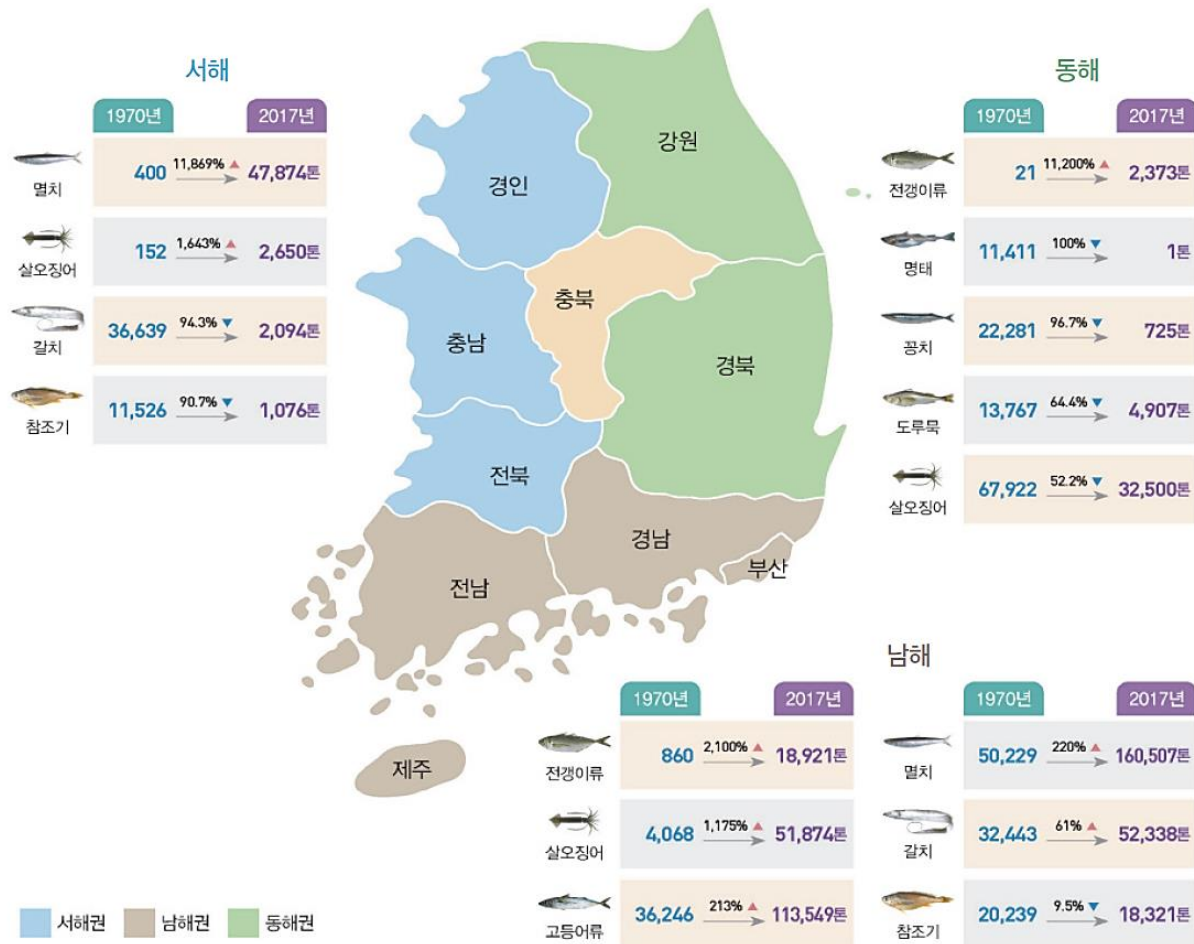 서해
1970년 2017년
멸치 400 11,869% ▲ 47,874톤
살오징어 152 1,643% ▲ 2,650톤
갈치 36,639 94.3% ▼ 2,094톤
참조기 11,526 90.7% ▼ 1,076톤
동해
1970년 2017년
전갱이류 21 11,200% ▲ 2,373톤
명태 11,411 100% ▼ 1톤
꽁치 22,281 96.7% ▼ 725톤
도루묵 13,767 64.4% ▼ 4,907톤
살오징어 67,922 52.2% ▼ 32,500톤
강원
경인
충북
충남
경북
전북
경남
부산
전남
제주
남해
1970년 2017년
전갱이류 860 2,100% ▲ 18,921톤
살오징어 4,068 1,175% ▲ 51,874톤
고등어류 36,246 213% ▲ 113,549톤
1970년 2017년
멸치 50,229 220% ▲ 160,507톤
갈치 32,443 61% ▲ 52,338톤
참조기 20,239 9.5% ▼ 18,321톤
서해권 남해권 동해권